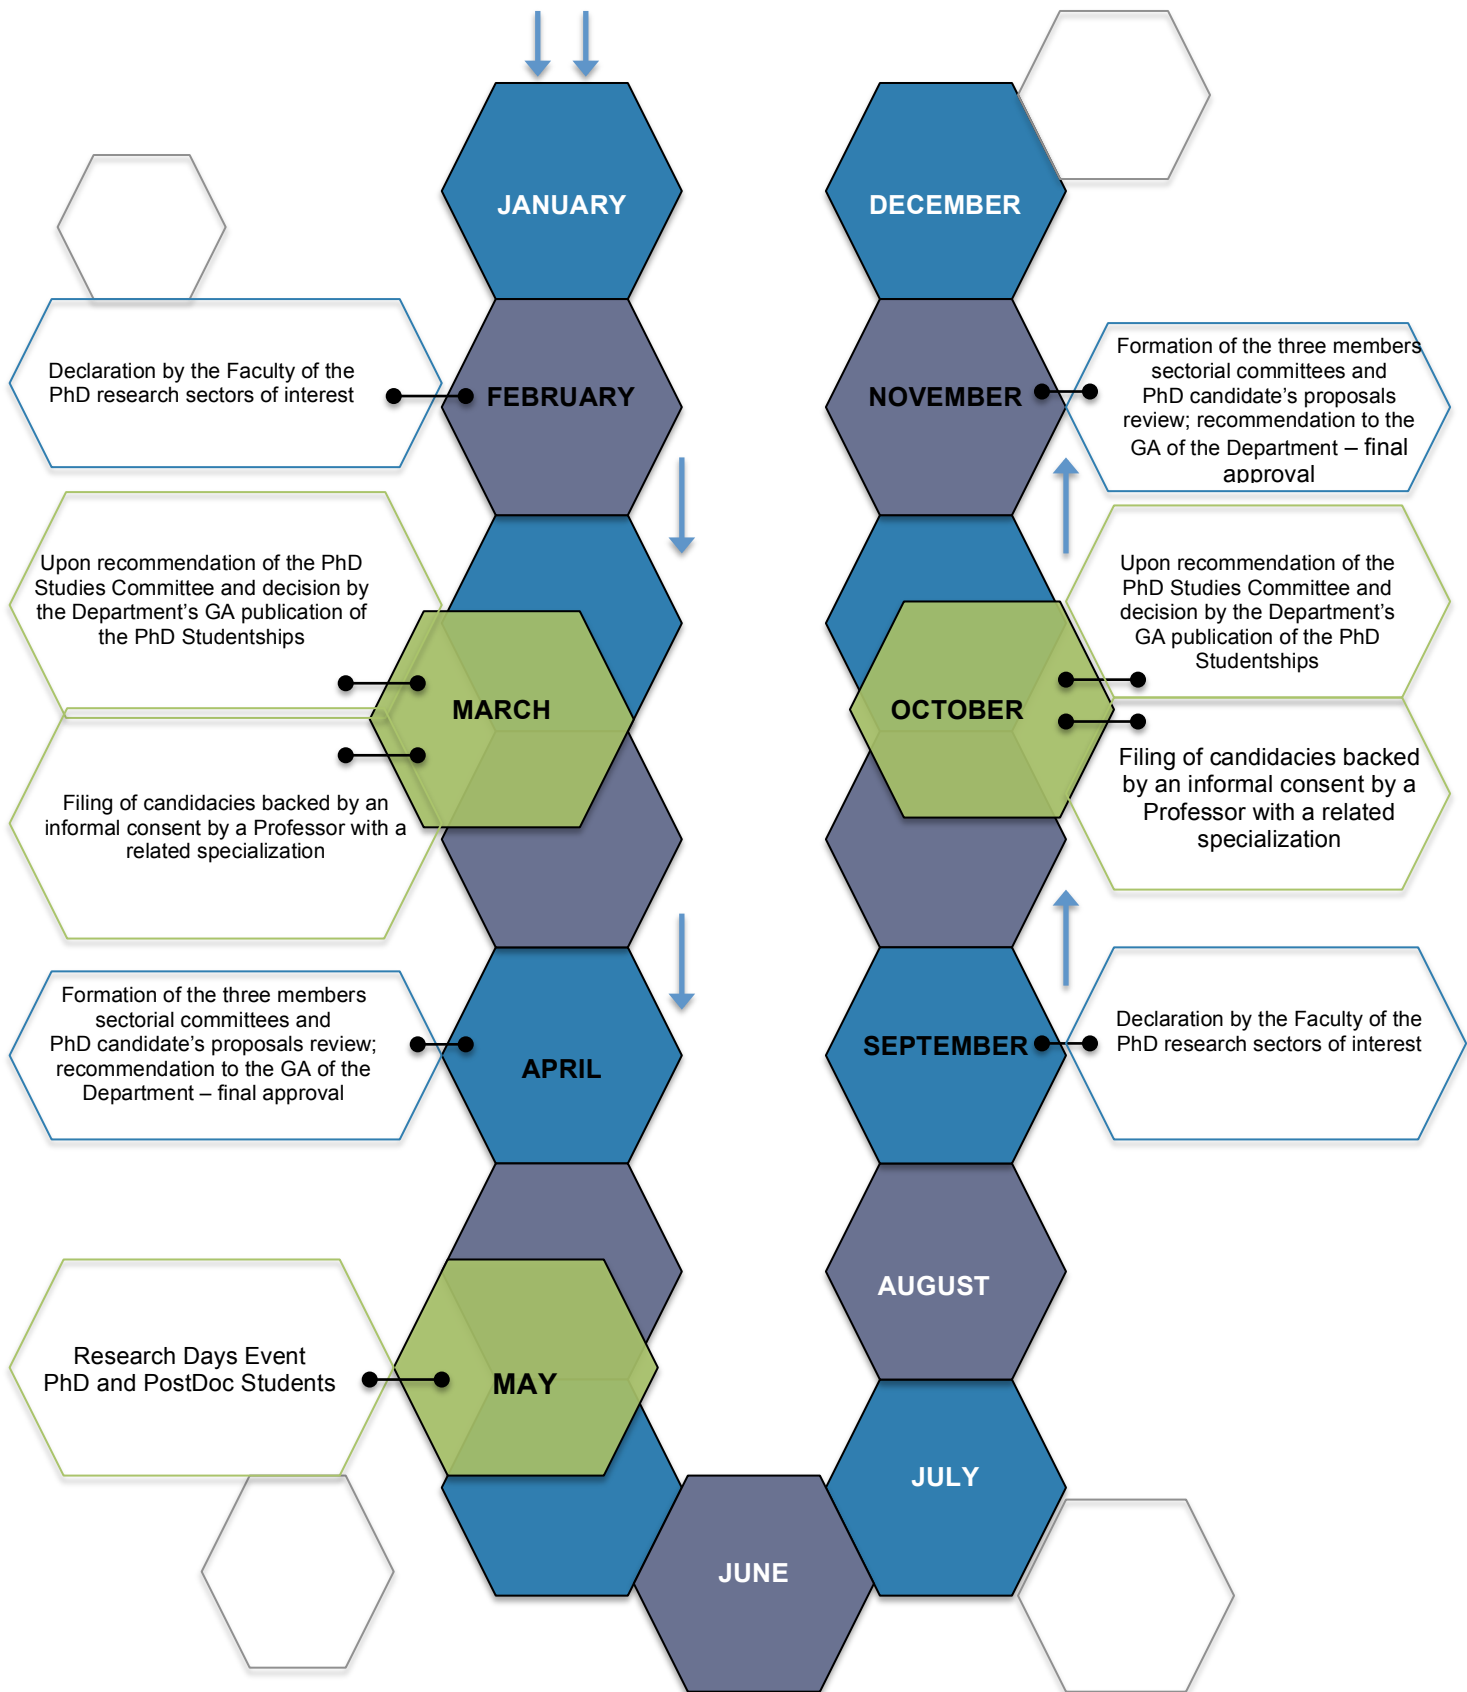 JANUARY
Declaration by the Faculty of the
PhD research sectors of interest
FEBRUARY
Upon recommendation of the PhD
Studies Committee and decision by
the Department’s GA publication of
the PhD Studentships
MARCH
Filing of candidacies backed by an
informal consent by a Professor with a
related specialization
Formation of the three members
sectorial committees and
PhD candidate’s proposals review;
recommendation to the GA of the
Department – final approval
APRIL
Research Days Event
PhD and PostDoc Students
MAY
JUNE
JULY
AUGUST
SEPTEMBER
Declaration by the Faculty of the
PhD research sectors of interest
OCTOBER
Upon recommendation of the
PhD Studies Committee and
decision by the Department’s
GA publication of the PhD
Studentships
Filing of candidacies backed
by an informal consent by a
Professor with a related
specialization
NOVEMBER
Formation of the three members
sectorial committees and
PhD candidate’s proposals
review; recommendation to the
GA of the Department – final
approval
DECEMBER